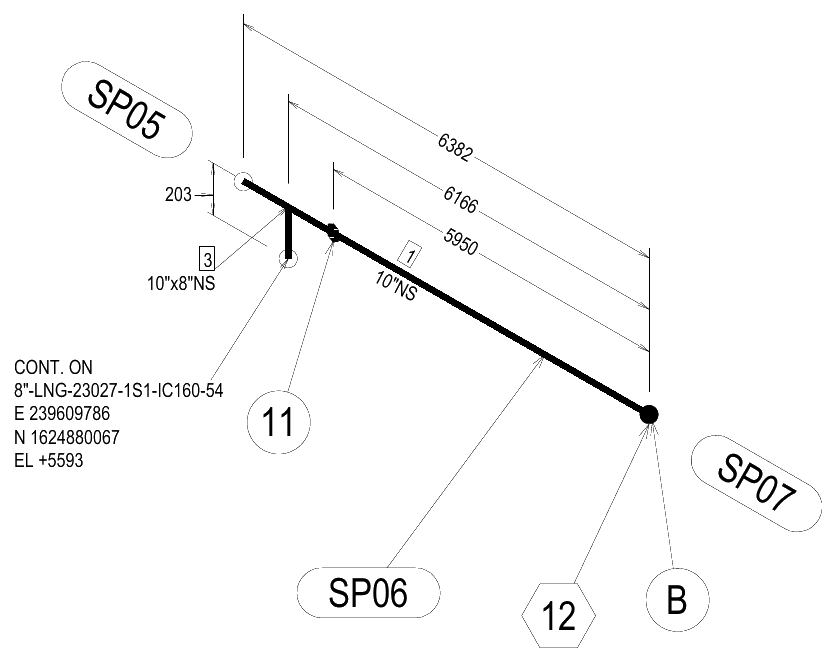 SP05
6382
6166
5950
203
3
10"x8"NS
1
10"NS
CONT. ON
8"-LNG-23027-1S1-IC160-54
E 239609786
N 1624880067
EL +5593
11
SP07
SP06
12
B